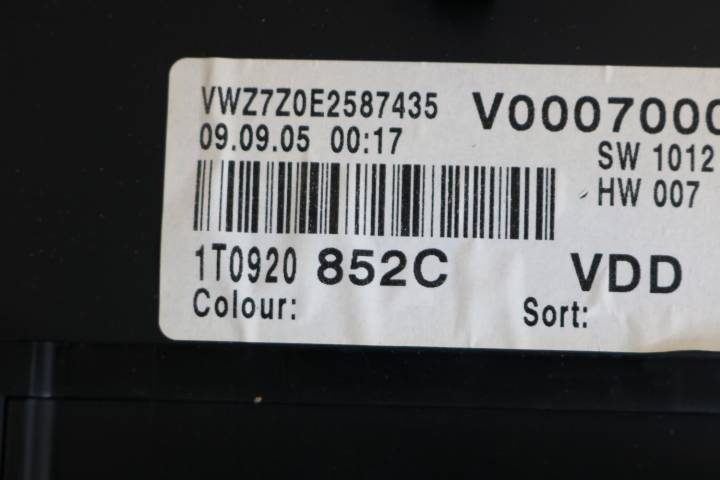 VWZ7Z0E2587435 V0007000
09.09.05 00:17
SW 1012
HW 007
1T0920 852C VDD
Colour: Sort: